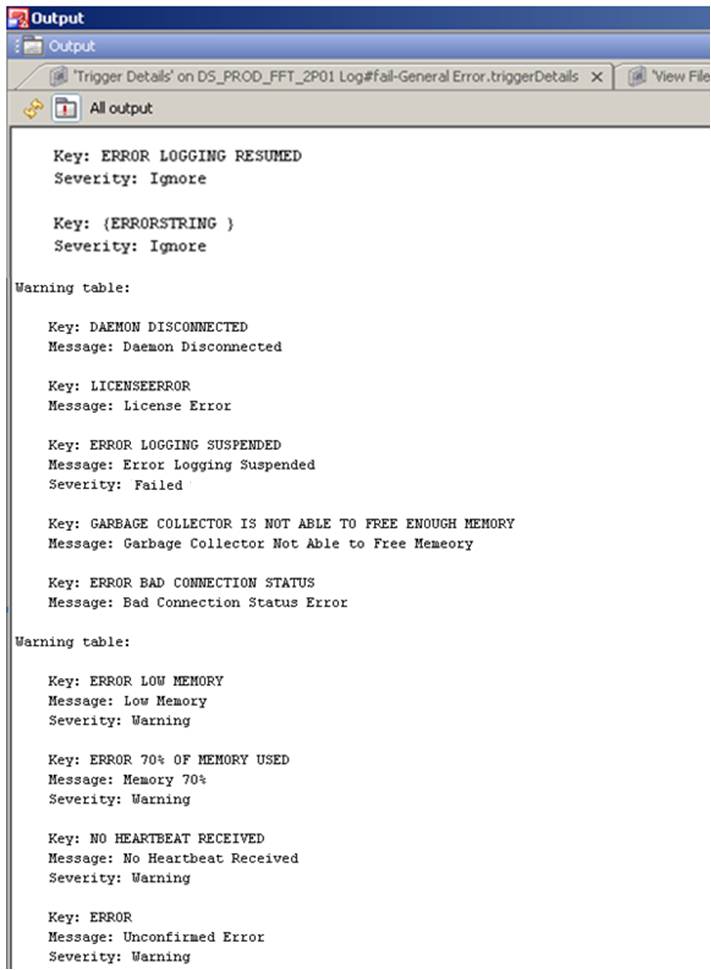 Output
Output
'Trigger Details' on DS_PROD_FFT_2P01 Log#fail-General Error.triggerDetails
'View File
All output
Key: ERROR LOGGING RESUMED
Severity: Ignore
Key: {ERRORSTRING }
Severity: Ignore
Warning table:
Key: DAEMON DISCONNECTED
Message: Daemon Disconnected
Key: LICENSEERROR
Message: License Error
Key: ERROR LOGGING SUSPENDED
Message: Error Logging Suspended
Severity: Failed
Key: GARBAGE COLLECTOR IS NOT ABLE TO FREE ENOUGH MEMORY
Message: Garbage Collector Not Able to Free Memeory
Key: ERROR BAD CONNECTION STATUS
Message: Bad Connection Status Error
Warning table:
Key: ERROR LOW MEMORY
Message: Low Memory
Severity: Warning
Key: ERROR 70% OF MEMORY USED
Message: Memory 70%
Severity: Warning
Key: NO HEARTBEAT RECEIVED
Message: No Heartbeat Received
Severity: Warning
Key: ERROR
Message: Unconfirmed Error
Severity: Warning